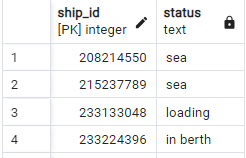 ship_id status
[PK] integer text
1 208214550 sea
2 215237789 sea
3 233133048 loading
4 233224396 in berth